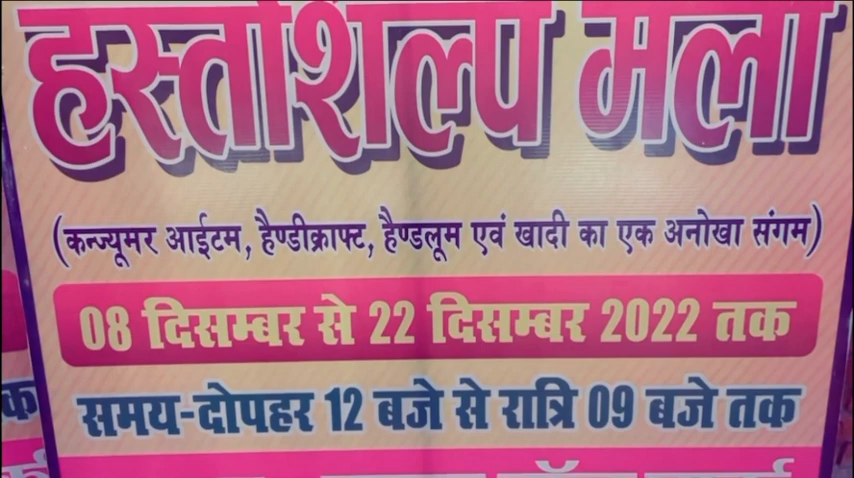 हस्तशिल्प मेला
(कन्ज्यूमर आईटम, हैण्डीक्राफ्ट, हैण्डलूम एवं खादी का एक अनोखा संगम)
08 दिसम्बर से 22 दिसम्बर 2022 तक
समय-दोपहर 12 बजे से रात्रि 09 बजे तक